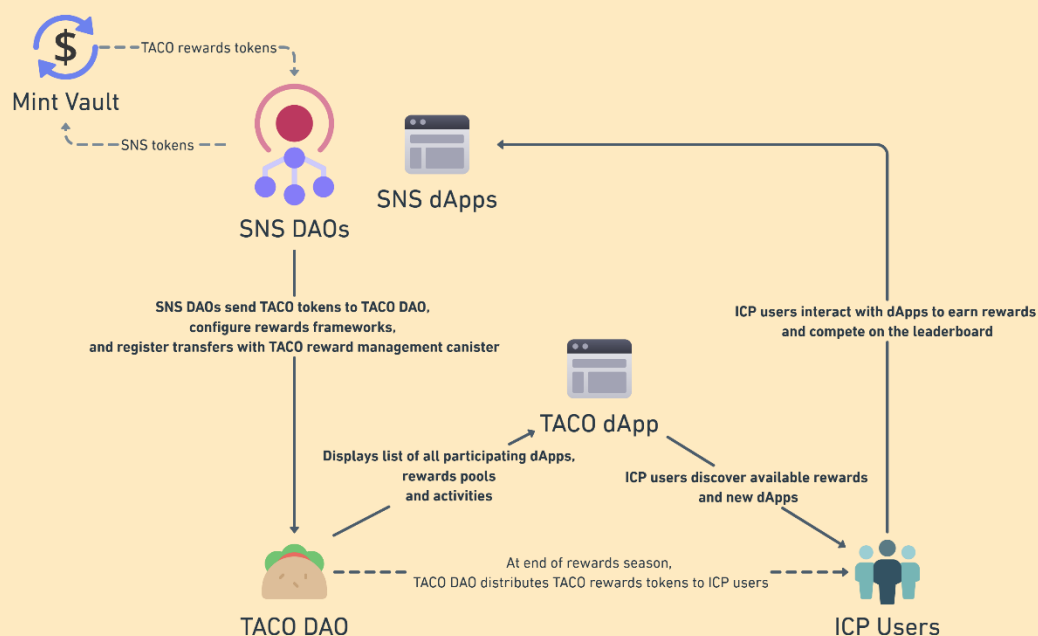 $
TACO rewards tokens
Mint Vault
SNS tokens
SNS dApps
SNS DAOs
SNS DAOs send TACO tokens to TACO DAO,
configure rewards frameworks,
and register transfers with TACO reward management canister
ICP users interact with dApps to earn rewards
and compete on the leaderboard
TACO dApp
Displays list of all participating dApps,
rewards pools
and activities
ICP users discover available rewards
and new dApps
At end of rewards season,
TACO DAO distributes TACO rewards tokens to ICP users
TACO DAO
ICP Users